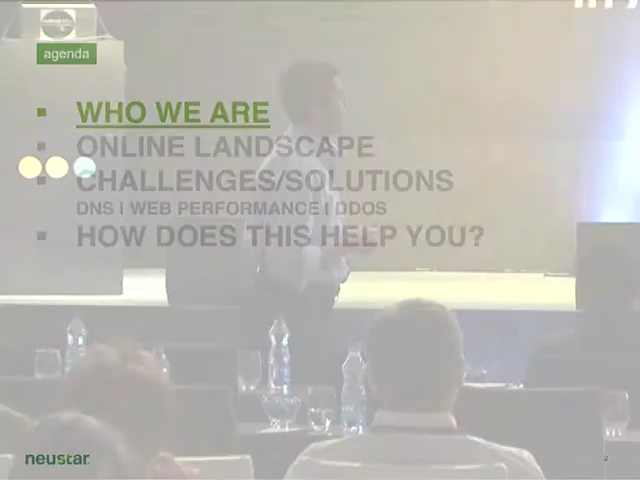 agenda
WHO WE ARE
ONLINE LANDSCAPE
CHALLENGES/SOLUTIONS
DNS | WEB PERFORMANCE | DDOS
HOW DOES THIS HELP YOU?
neustar
2